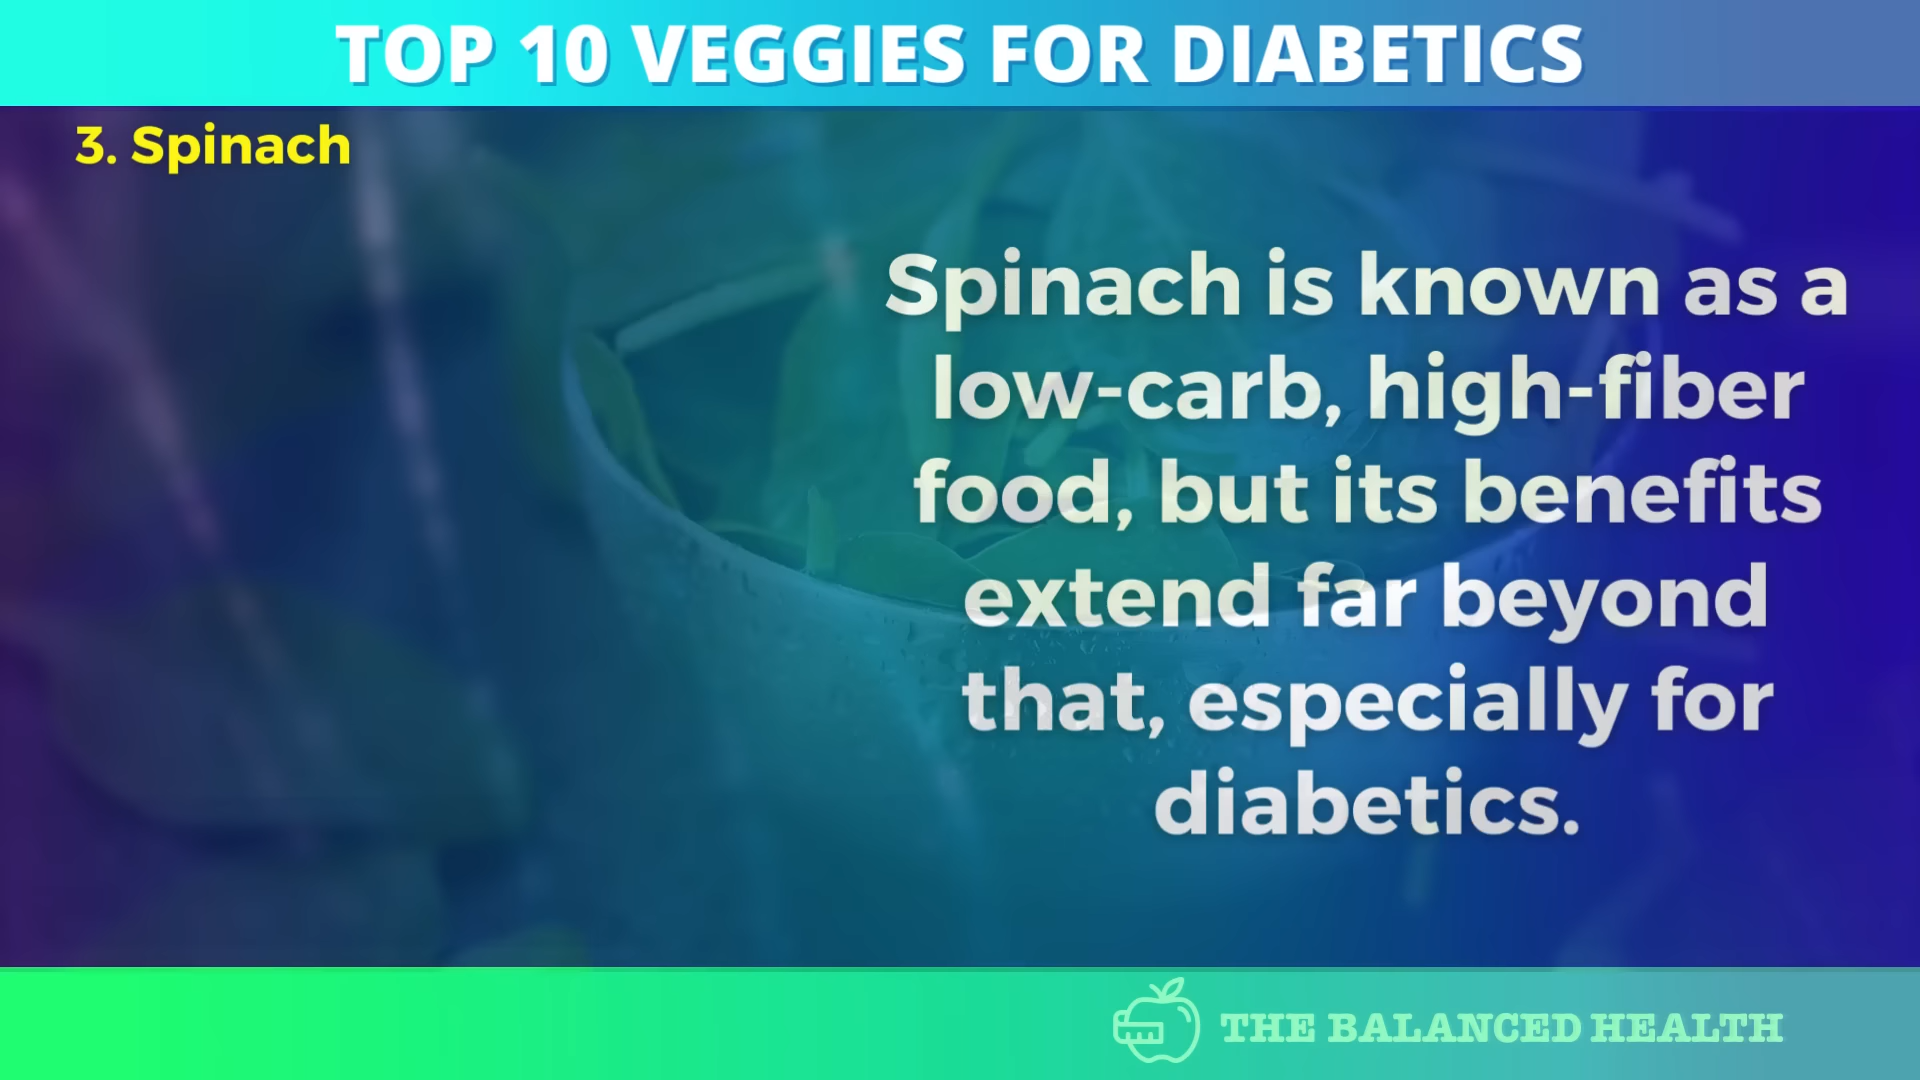 TOP 10 VEGGIES FOR DIABETICS
3. Spinach
Spinach is known as a
low-carb, high-fiber
food, but its benefits
extend far beyond
that, especially for
diabetics.
THE BALANCED HEALTH